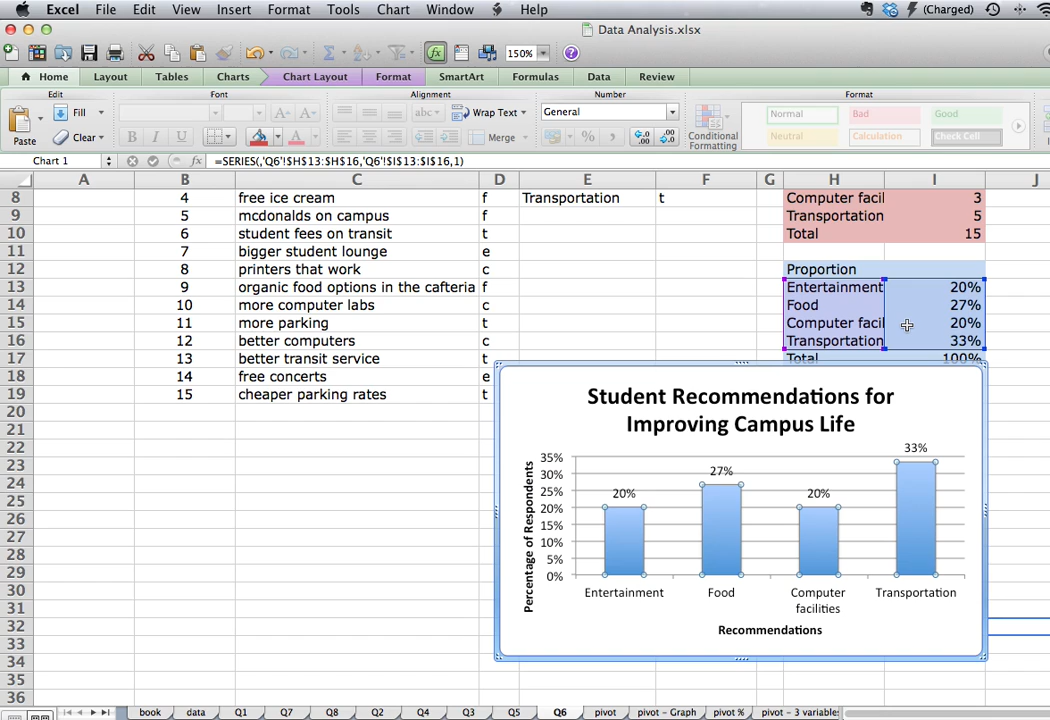 Excel File Edit View Insert Format Tools Chart Window Help (Charged)
Data Analysis.xlsx
150%
Home Layout Tables Charts Chart Layout Format SmartArt Formulas Data Review
Edit Font Alignment Number Format
Paste Fill Clear
B I U A A A abc Wrap Text Merge
General % Conditional Formatting
Normal Bad Good
Neutral Calculation Check Cell
Chart 1 fx =SERIES(,'Q6'!$H$13:$H$16,'Q6'!$I$13:$I$16,1)
A B C D E F G H I J
8 4 free ice cream f Transportation t Computer facil 3
9 5 mcdonalds on campus f Transportation 5
10 6 student fees on transit t Total 15
11 7 bigger student lounge e
12 8 printers that work c Proportion
13 9 organic food options in the cafteria f Entertainment 20%
14 10 more computer labs c Food 27%
15 11 more parking t Computer facil 20%
16 12 better computers c Transportation 33%
17 13 better transit service t Total 100%
18 14 free concerts e
19 15 cheaper parking rates t
20
21
22
23
24
25
26
27
28
29
30
31
32
33
34
35
36
Student Recommendations for
Improving Campus Life
Percentage of Respondents
35%
30%
25%
20%
15%
10%
5%
0%
20% 27% 20% 33%
Entertainment Food Computer facilities Transportation
Recommendations
book data Q1 Q7 Q8 Q2 Q4 Q3 Q5 Q6 pivot pivot - Graph pivot % pivot - 3 variables